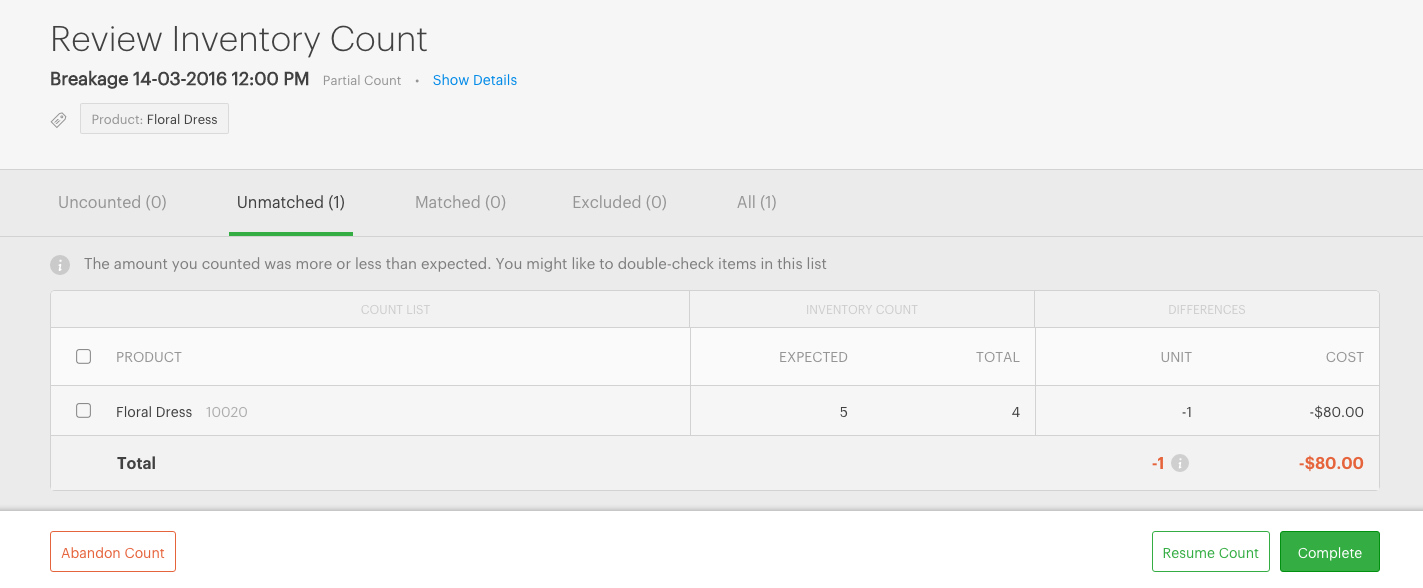 Review Inventory Count
Breakage 14-03-2016 12:00 PM Partial Count • Show Details
Product: Floral Dress
Uncounted (0) Unmatched (1) Matched (0) Excluded (0) All (1)
The amount you counted was more or less than expected. You might like to double-check items in this list
COUNT LIST INVENTORY COUNT DIFFERENCES
PRODUCT EXPECTED TOTAL UNIT COST
Floral Dress 10020 5 4 -1 -$80.00
Total -1 -$80.00
Abandon Count Resume Count Complete